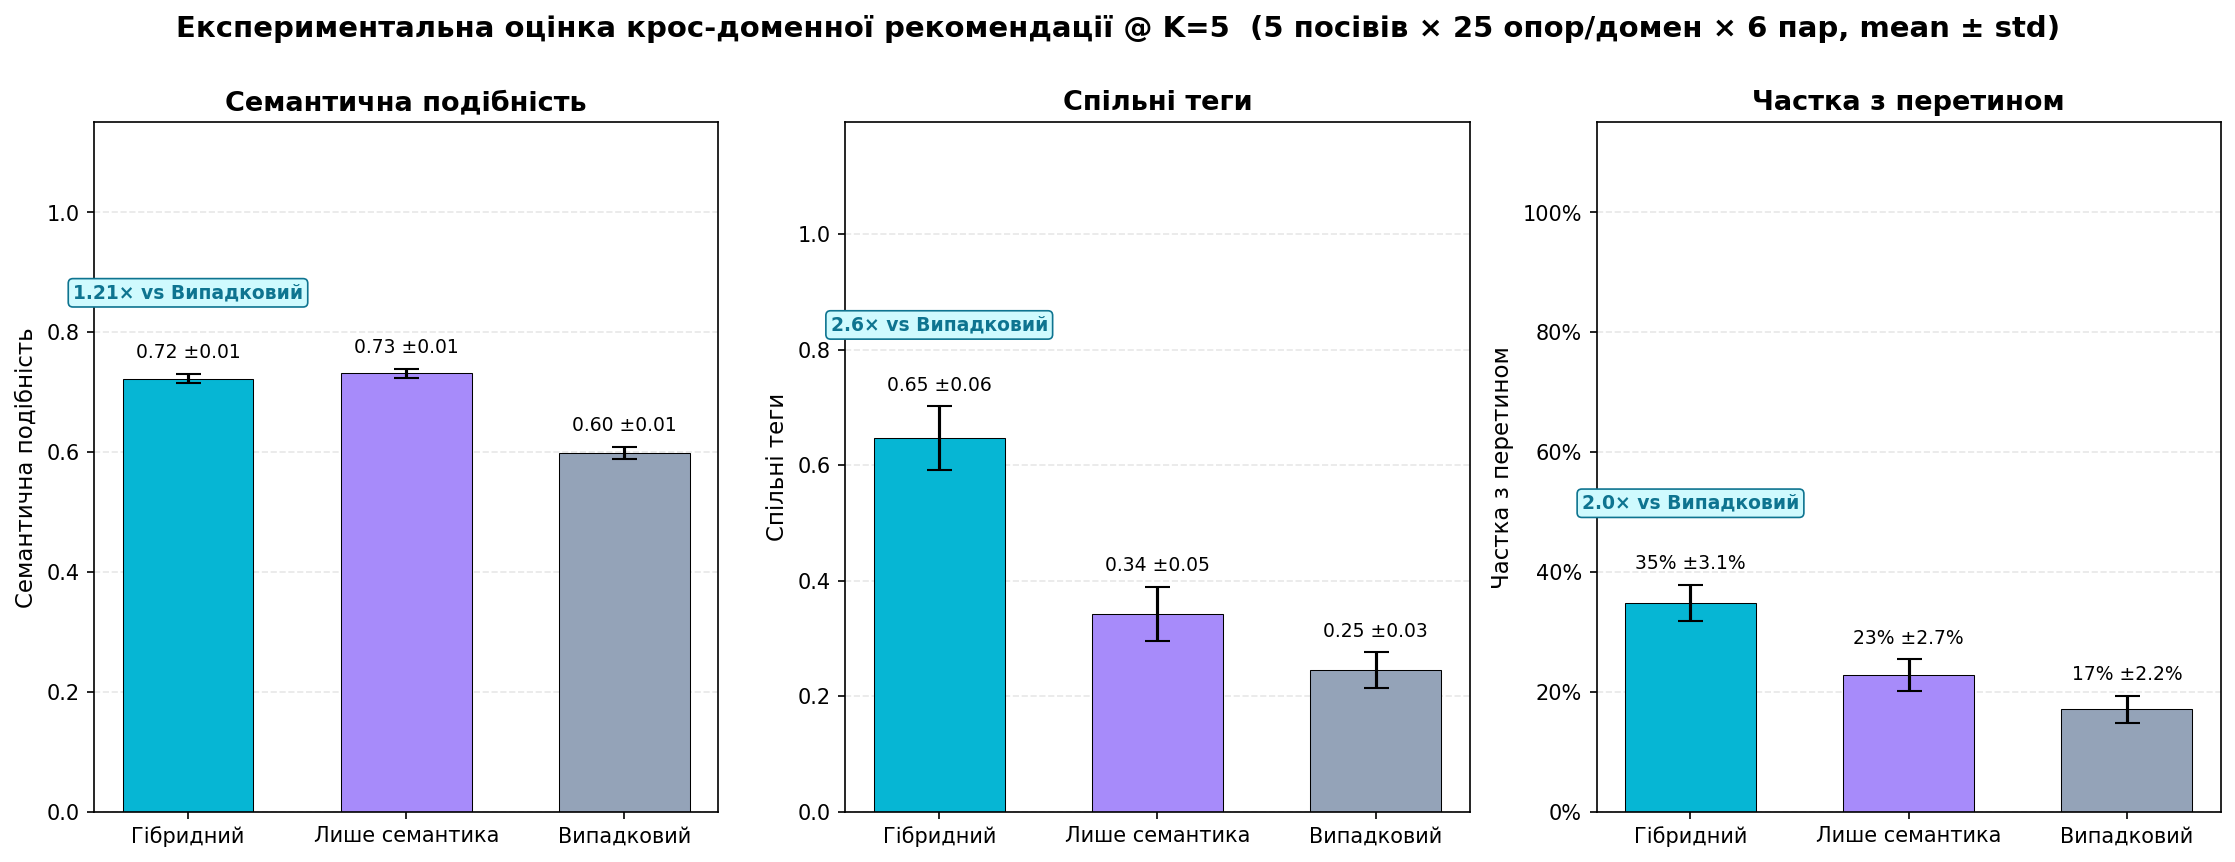 Експериментальна оцінка крос-доменної рекомендації @ K=5 (5 посівів × 25 опор/домен × 6 пар, mean ± std)
Семантична подібність
Семантична подібність
1.0
0.8
0.6
0.4
0.2
0.0
1.21× vs Випадковий
0.72 ±0.01
0.73 ±0.01
0.60 ±0.01
Гібридний
Лише семантика
Випадковий
Спільні теги
Спільні теги
1.0
0.8
0.6
0.4
0.2
0.0
2.6× vs Випадковий
0.65 ±0.06
0.34 ±0.05
0.25 ±0.03
Гібридний
Лише семантика
Випадковий
Частка з перетином
Частка з перетином
100%
80%
60%
40%
20%
0%
2.0× vs Випадковий
35% ±3.1%
23% ±2.7%
17% ±2.2%
Гібридний
Лише семантика
Випадковий